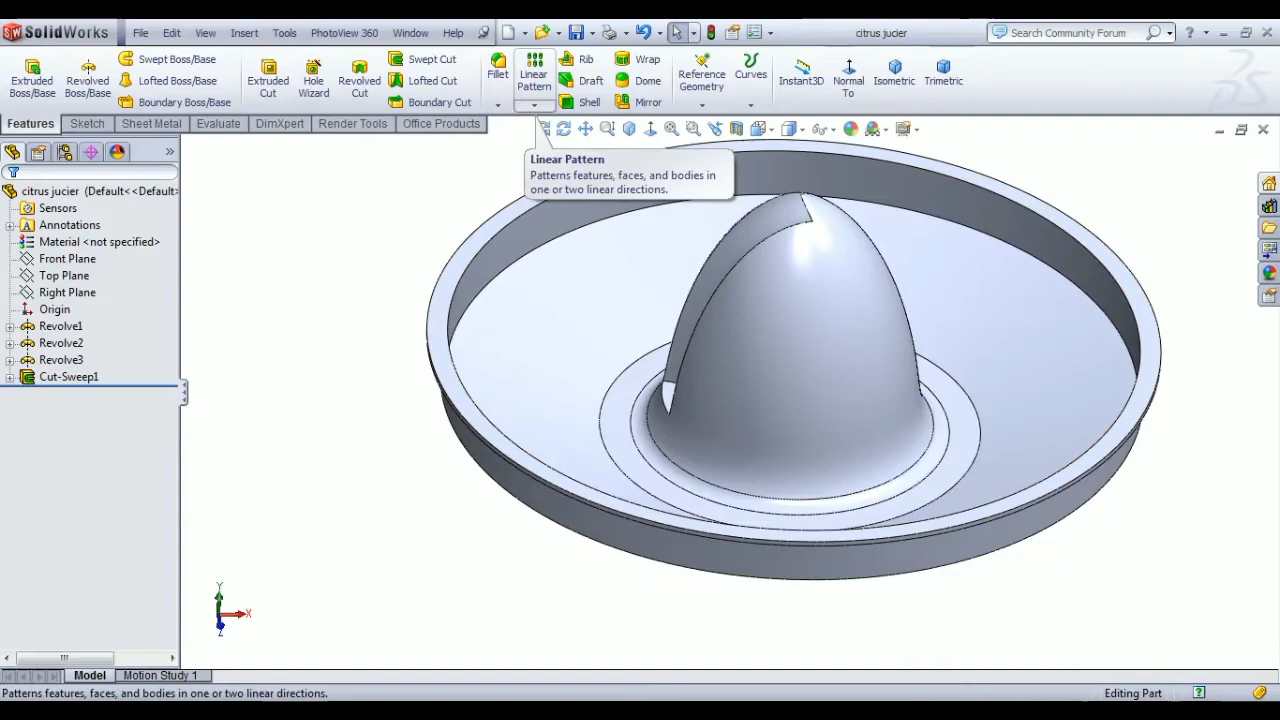 SolidWorks File Edit View Insert Tools PhotoView 360 Window Help citrus jucier Search Community Forum
Extruded Boss/Base
Revolved Boss/Base
Swept Boss/Base
Lofted Boss/Base
Boundary Boss/Base
Extruded Cut
Hole Wizard
Revolved Cut
Swept Cut
Lofted Cut
Boundary Cut
Fillet
Linear Pattern
Rib
Draft
Shell
Wrap
Dome
Mirror
Reference Geometry
Curves
Instant3D
Normal To
Isometric
Trimetric
Features Sketch Sheet Metal Evaluate DimXpert Render Tools Office Products
Linear Pattern
Patterns features, faces, and bodies in
one or two linear directions.
citrus jucier (Default<<Default>
Sensors
Annotations
Material <not specified>
Front Plane
Top Plane
Right Plane
Origin
Revolve1
Revolve2
Revolve3
Cut-Sweep1
Y
X
Z
Model Motion Study 1
Patterns features, faces, and bodies in one or two linear directions. Editing Part